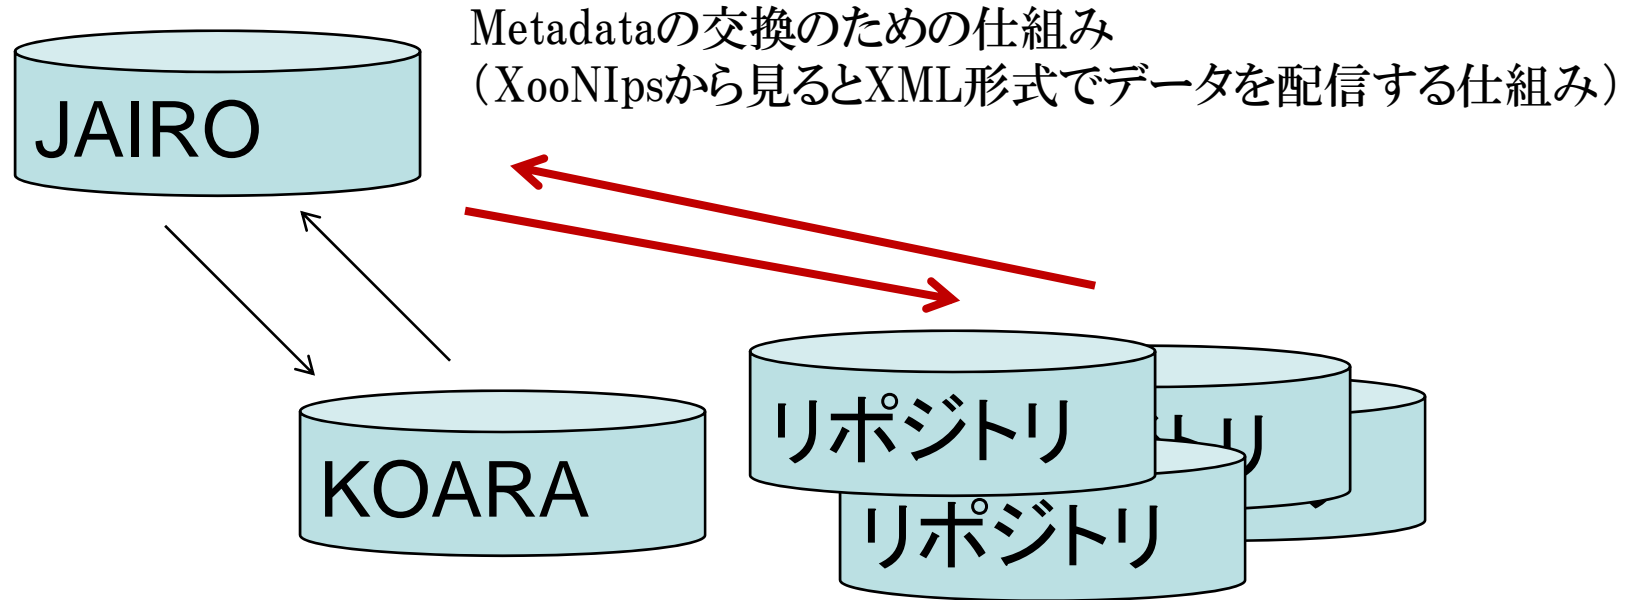 Metadataの交換のための仕組み
（XooNIpsから見るとXML形式でデータを配信する仕組み）
JAIRO
KOARA
リポジトリ
トリ
リポジトリ